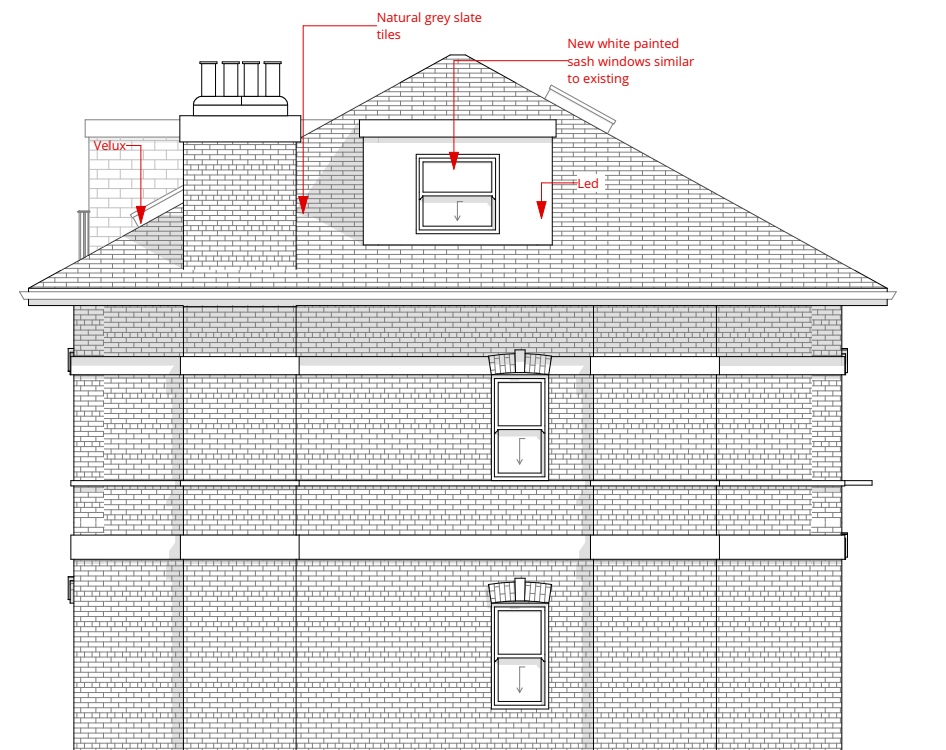 Natural grey slate
tiles
New white painted
sash windows similar
to existing
Velux
Led